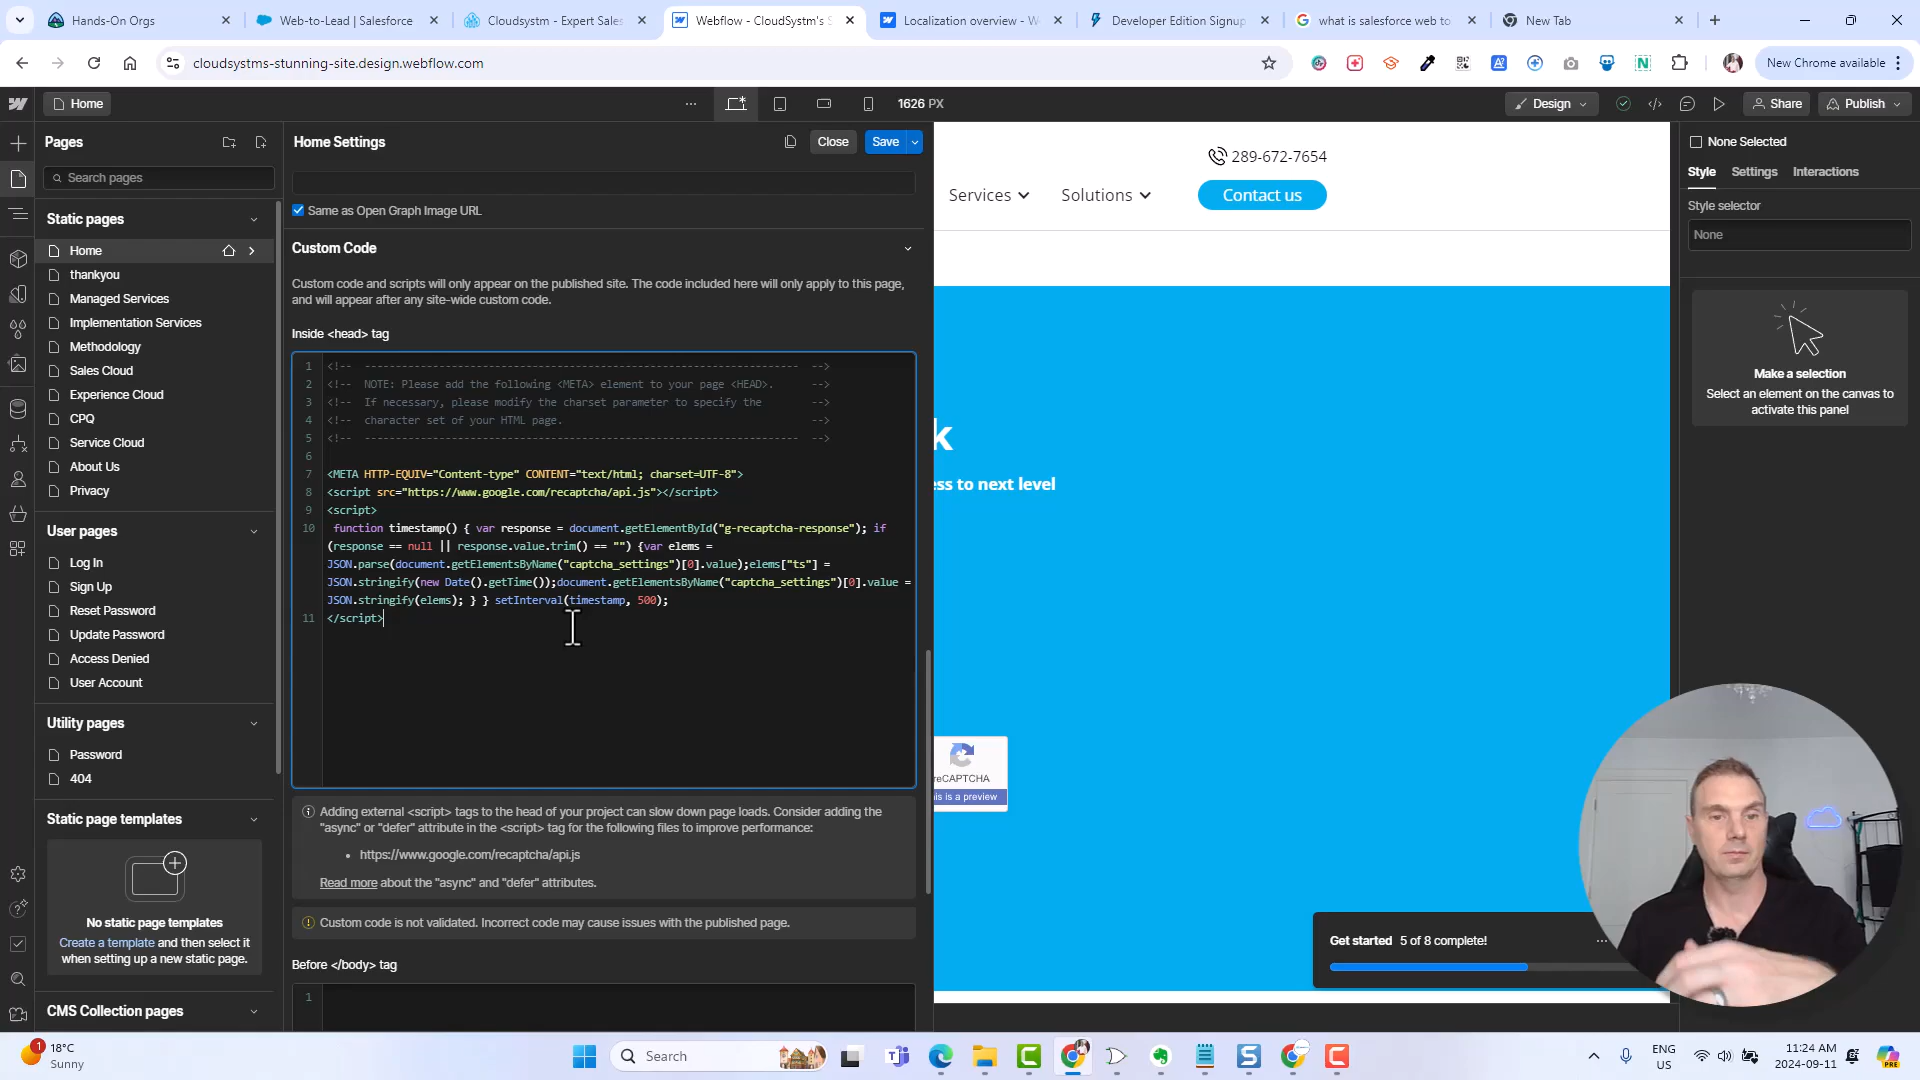 Hands-On Orgs
Web-to-Lead | Salesforce
Cloudsystm - Expert Sales
Webflow - CloudSystm's S
Localization overview - W
Developer Edition Signup
what is salesforce web to
New Tab
cloudsystms-stunning-site.design.webflow.com
New Chrome available
Home
1626 PX
Design
Share
Publish
Pages
Search pages
Static pages
Home
thankyou
Managed Services
Implementation Services
Methodology
Sales Cloud
Experience Cloud
CPQ
Service Cloud
About Us
Privacy
User pages
Log In
Sign Up
Reset Password
Update Password
Access Denied
User Account
Utility pages
Password
404
Static page templates
No static page templates
Create a template and then select it
when setting up a new static page.
CMS Collection pages
Home Settings
Close
Save
Same as Open Graph Image URL
Custom Code
Custom code and scripts will only appear on the published site. The code included here will only apply to this page,
and will appear after any site-wide custom code.
Inside <head> tag
1 <!-- ---------------------------------------------------------------------- -->
2 <!-- NOTE: Please add the following <META> element to your page <HEAD>. -->
3 <!-- If necessary, please modify the charset parameter to specify the -->
4 <!-- character set of your HTML page. -->
5 <!-- ---------------------------------------------------------------------- -->
6
7 <META HTTP-EQUIV="Content-type" CONTENT="text/html; charset=UTF-8">
8 <script src="https://www.google.com/recaptcha/api.js"></script>
9 <script>
10 function timestamp() { var response = document.getElementById("g-recaptcha-response"); if
(response == null || response.value.trim() == "") {var elems =
JSON.parse(document.getElementsByName("captcha_settings")[0].value);elems["ts"] =
JSON.stringify(new Date().getTime());document.getElementsByName("captcha_settings")[0].value =
JSON.stringify(elems); } } setInterval(timestamp, 500);
11 </script>
Adding external <script> tags to the head of your project can slow down page loads. Consider adding the
"async" or "defer" attribute in the <script> tag for the following files to improve performance:
• https://www.google.com/recaptcha/api.js
Read more about the "async" and "defer" attributes.
Custom code is not validated. Incorrect code may cause issues with the published page.
Before </body> tag
1
289-672-7654
Services
Solutions
Contact us
k
ess to next level
reCAPTCHA
his is a preview
Get started 5 of 8 complete!
None Selected
Style
Settings
Interactions
Style selector
None
Make a selection
Select an element on the canvas to
activate this panel
1
18°C
Sunny
Search
ENG
US
11:24 AM
2024-09-11
PRE